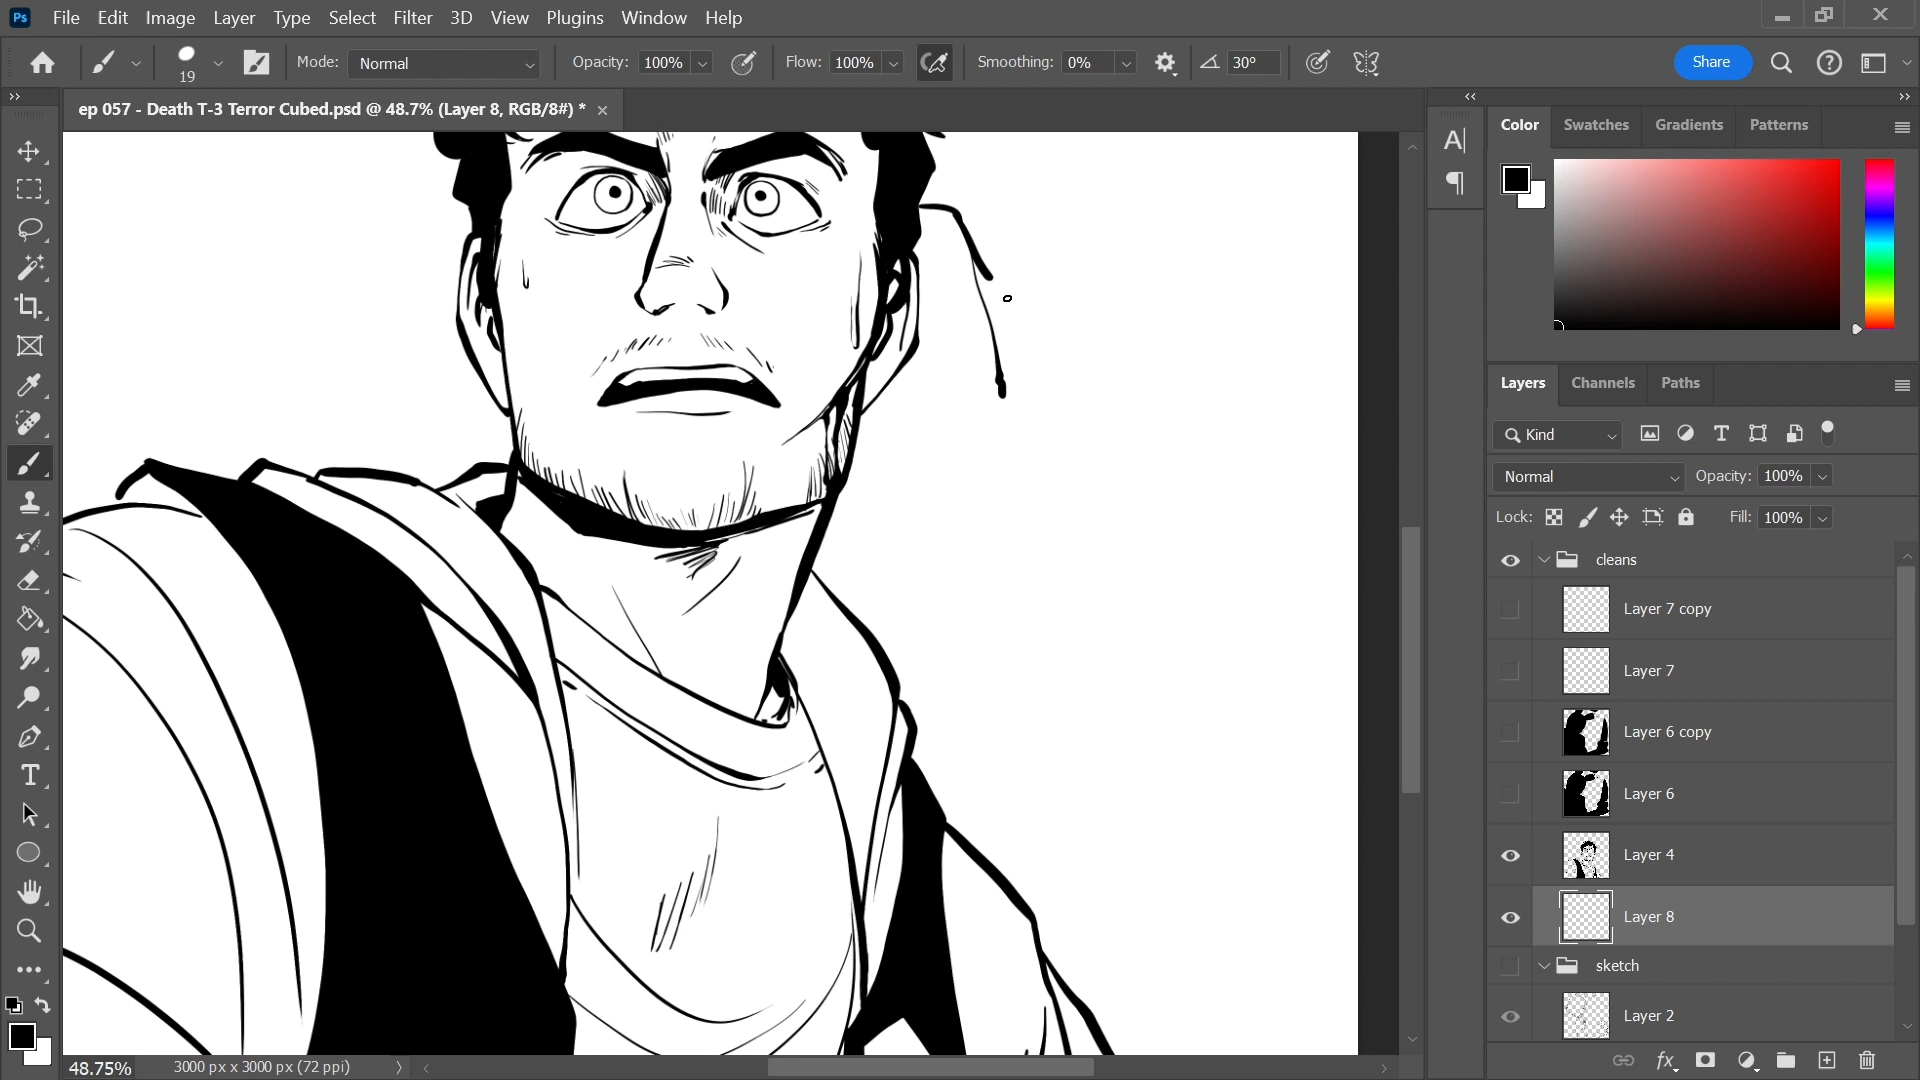 Ps File Edit Image Layer Type Select Filter 3D View Plugins Window Help
19 Mode: Normal Opacity: 100% Flow: 100% Smoothing: 0% 30° Share
ep 057 - Death T-3 Terror Cubed.psd @ 48.7% (Layer 8, RGB/8#) *
Color Swatches Gradients Patterns
Layers Channels Paths
Kind
Normal Opacity: 100%
Lock: Fill: 100%
cleans
Layer 7 copy
Layer 7
Layer 6 copy
Layer 6
Layer 4
Layer 8
sketch
Layer 2
48.75% 3000 px x 3000 px (72 ppi)
fx